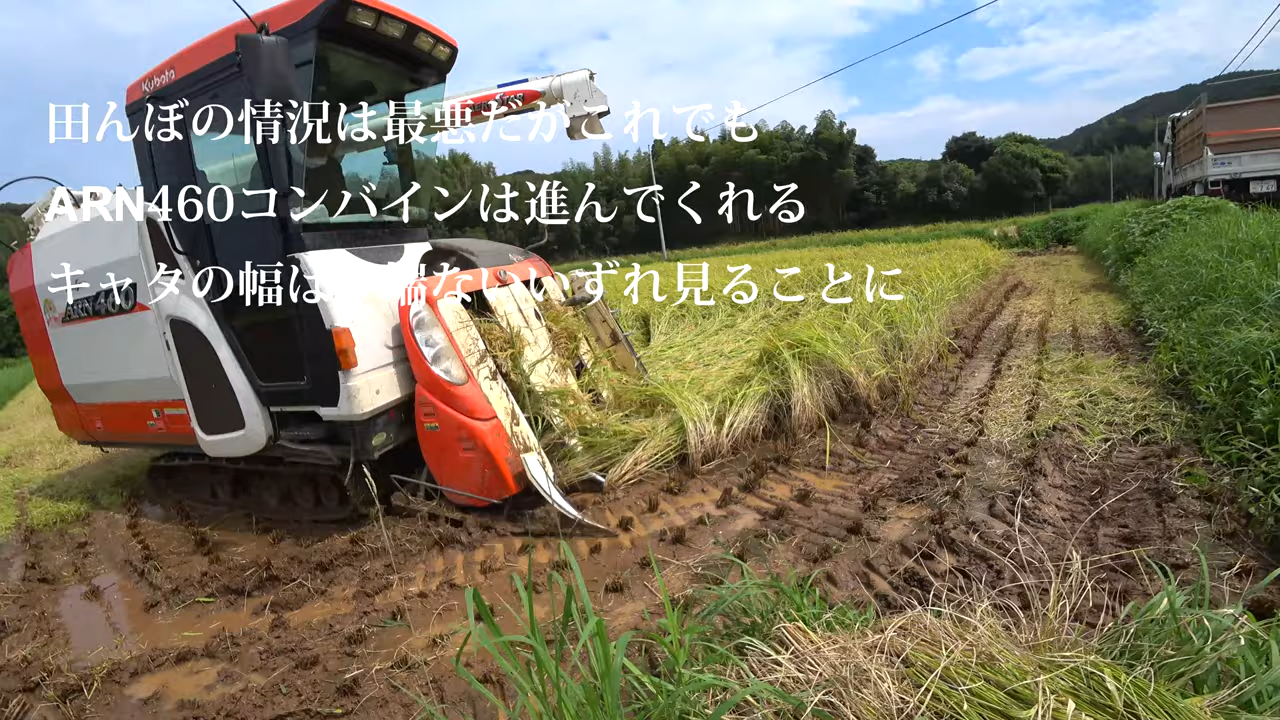 Kubota
田んぼの情況は最悪だがこれでも
ARN460コンバインは進んでくれる
キャタの幅は 端ないいずれ見ることに
ARN460